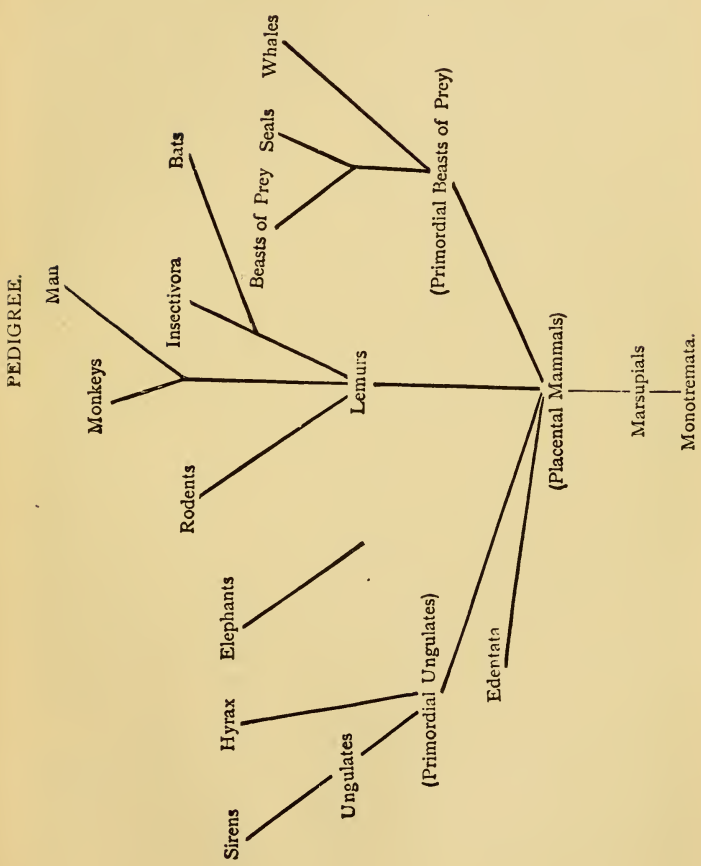 PEDIGREE.
Man
Monkeys
Whales
Seals
Bats
Beasts of Prey
Insectivora
Rodents
Elephants
Hyrax
Sirens
Lemurs
Ungulates
(Primordial Beasts of Prey)
(Primordial Ungulates)
Edentata
(Placental Mammals)
Marsupials
Monotremata.